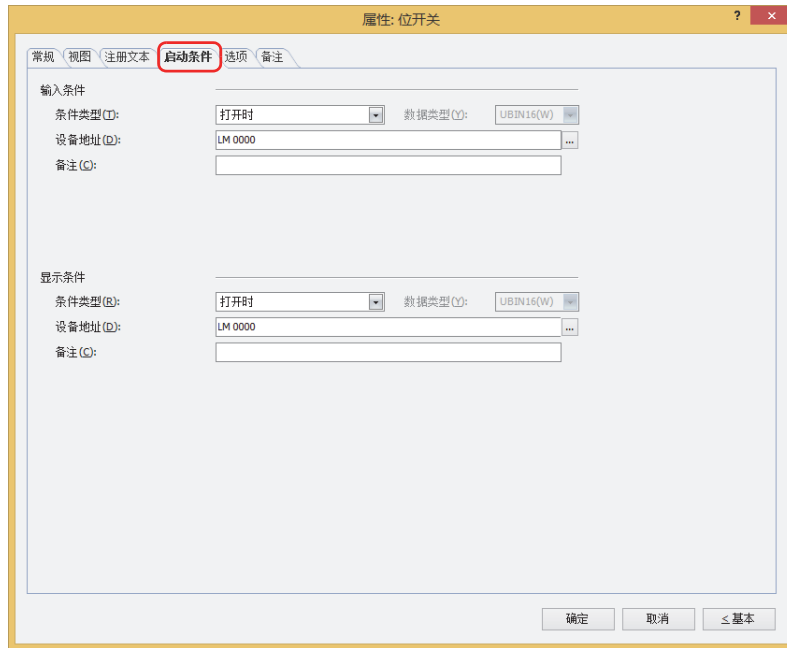 属性: 位开关 ? ×
常规 视图 注册文本 启动条件 选项 备注
输入条件
条件类型(T): 打开时 数据类型(Y): UBIN16(W)
设备地址(D): LM 0000 ...
备注(C):
显示条件
条件类型(R): 打开时 数据类型(Y): UBIN16(W)
设备地址(D): LM 0000 ...
备注(C):
确定 取消 ≤基本